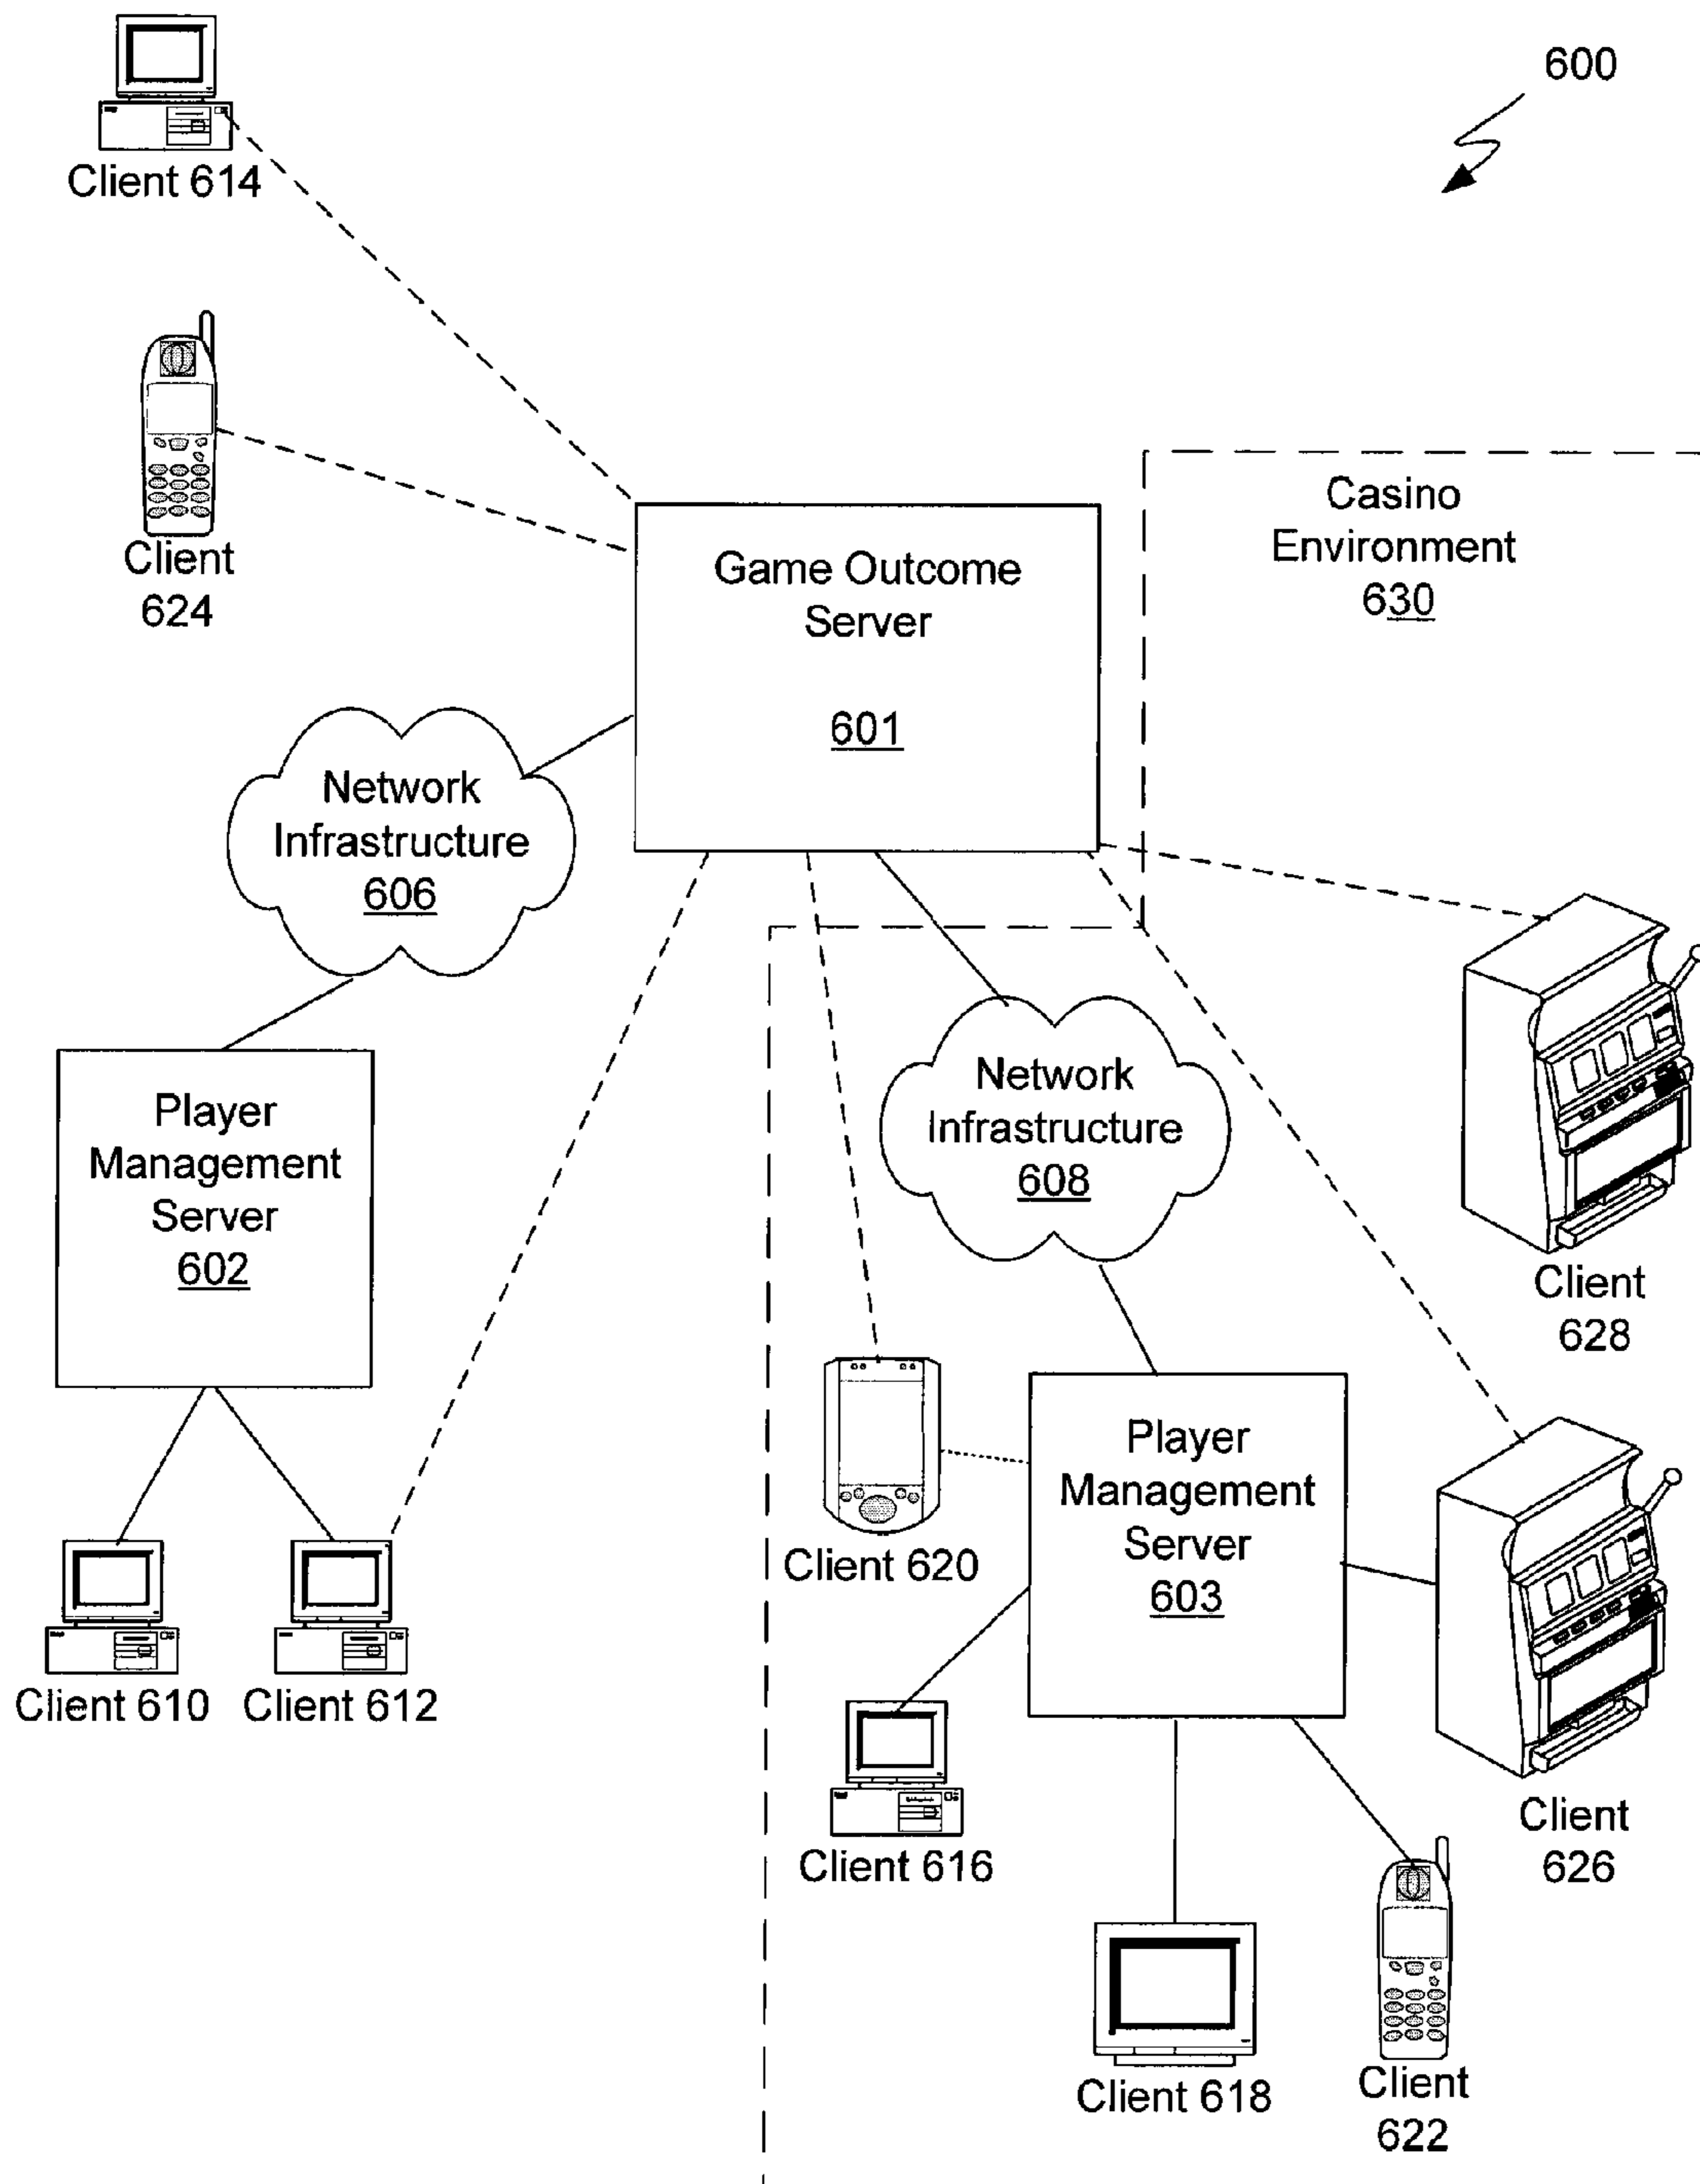 600
Client 614
Client
624
Casino
Environment
630
Game Outcome
Server
601
Network
Infrastructure
606
Network
Infrastructure
608
Player
Management
Server
602
Client
628
Player
Management
Server
603
Client 620
Client 610
Client 612
Client
626
Client 616
Client 618
Client
622